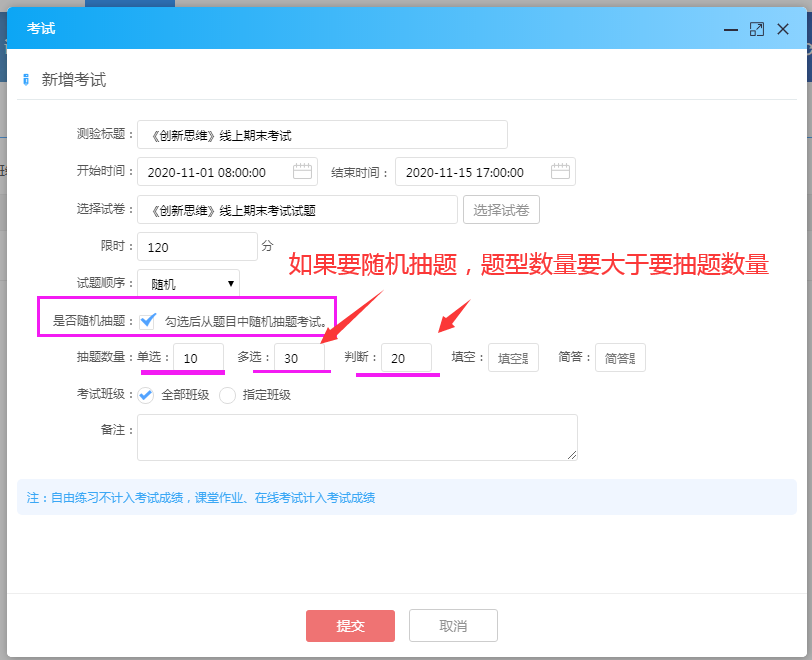 考试
新增考试
测验标题： 《创新思维》线上期末考试
开始时间： 2020-11-01 08:00:00 结束时间： 2020-11-15 17:00:00
选择试卷： 《创新思维》线上期末考试试题 选择试卷
限时： 120 分
如果要随机抽题，题型数量要大于要抽题数量
试题顺序： 随机
是否随机抽题： 勾选后从题目中随机抽题考试。
抽题数量：单选： 10 多选： 30 判断： 20 填空： 填空题 简答： 简答题
考试班级： 全部班级 指定班级
备注：
注：自由练习不计入考试成绩，课堂作业、在线考试计入考试成绩
提交 取消